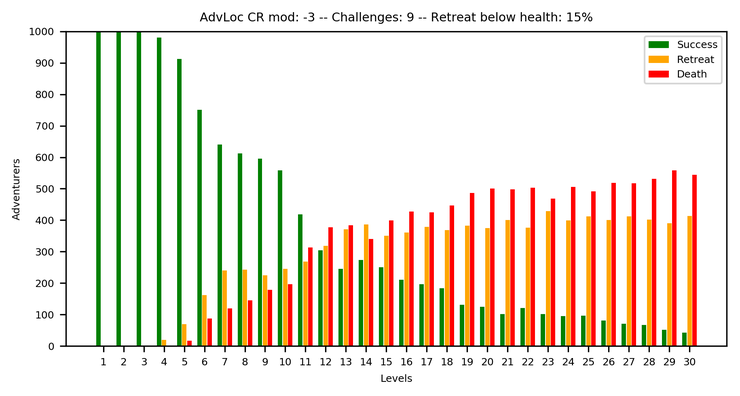 AdvLoc CR mod: -3 -- Challenges: 9 -- Retreat below health: 15%
Success
Retreat
Death
1000
900
800
700
600
500
400
300
200
100
0
Adventurers
1 2 3 4 5 6 7 8 9 10 11 12 13 14 15 16 17 18 19 20 21 22 23 24 25 26 27 28 29 30
Levels